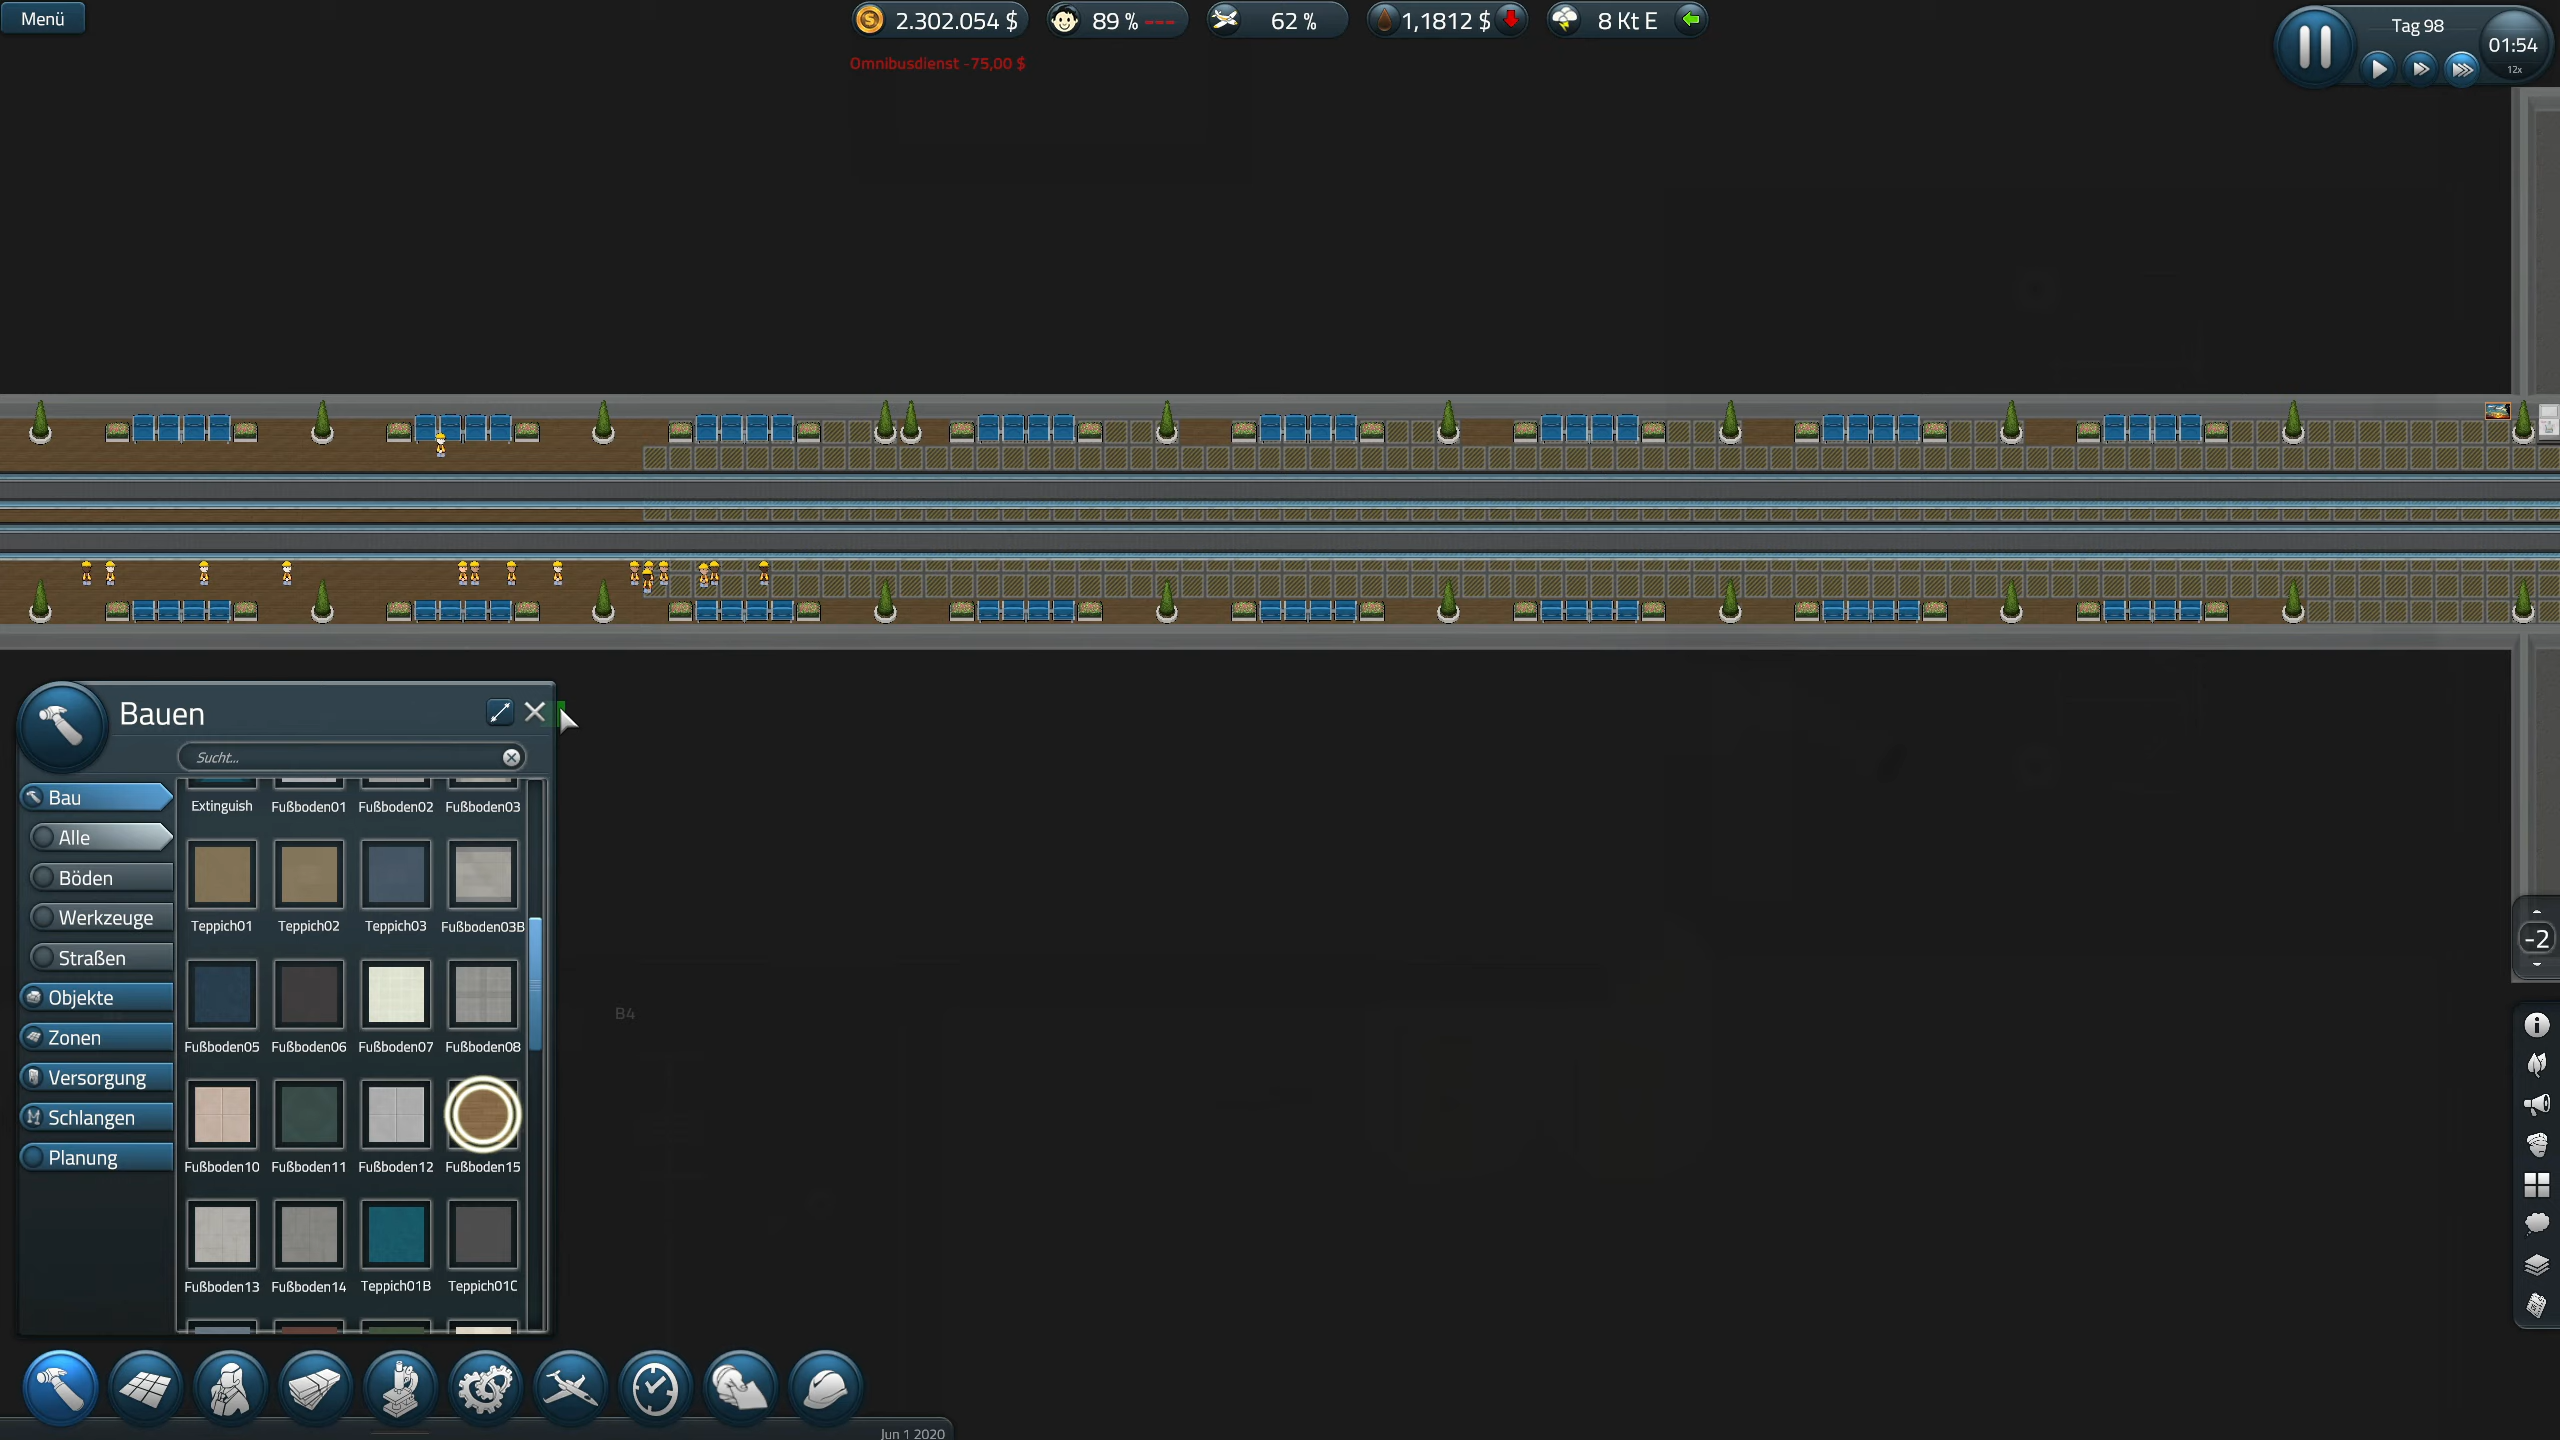 Menü
2.302.054 $
89 % ---
62 %
1,1812 $
8 Kt E
Tag 98
01:54
12x
Omnibusdienst -75,00 $
Bauen
Sucht...
Bau
Alle
Böden
Werkzeuge
Straßen
Objekte
Zonen
Versorgung
Schlangen
Planung
Extinguish Fußboden01 Fußboden02 Fußboden03
Teppich01 Teppich02 Teppich03 Fußboden03B
Fußboden05 Fußboden06 Fußboden07 Fußboden08
Fußboden10 Fußboden11 Fußboden12 Fußboden15
Fußboden13 Fußboden14 Teppich01B Teppich01C
B4
-2
Jun 1 2020